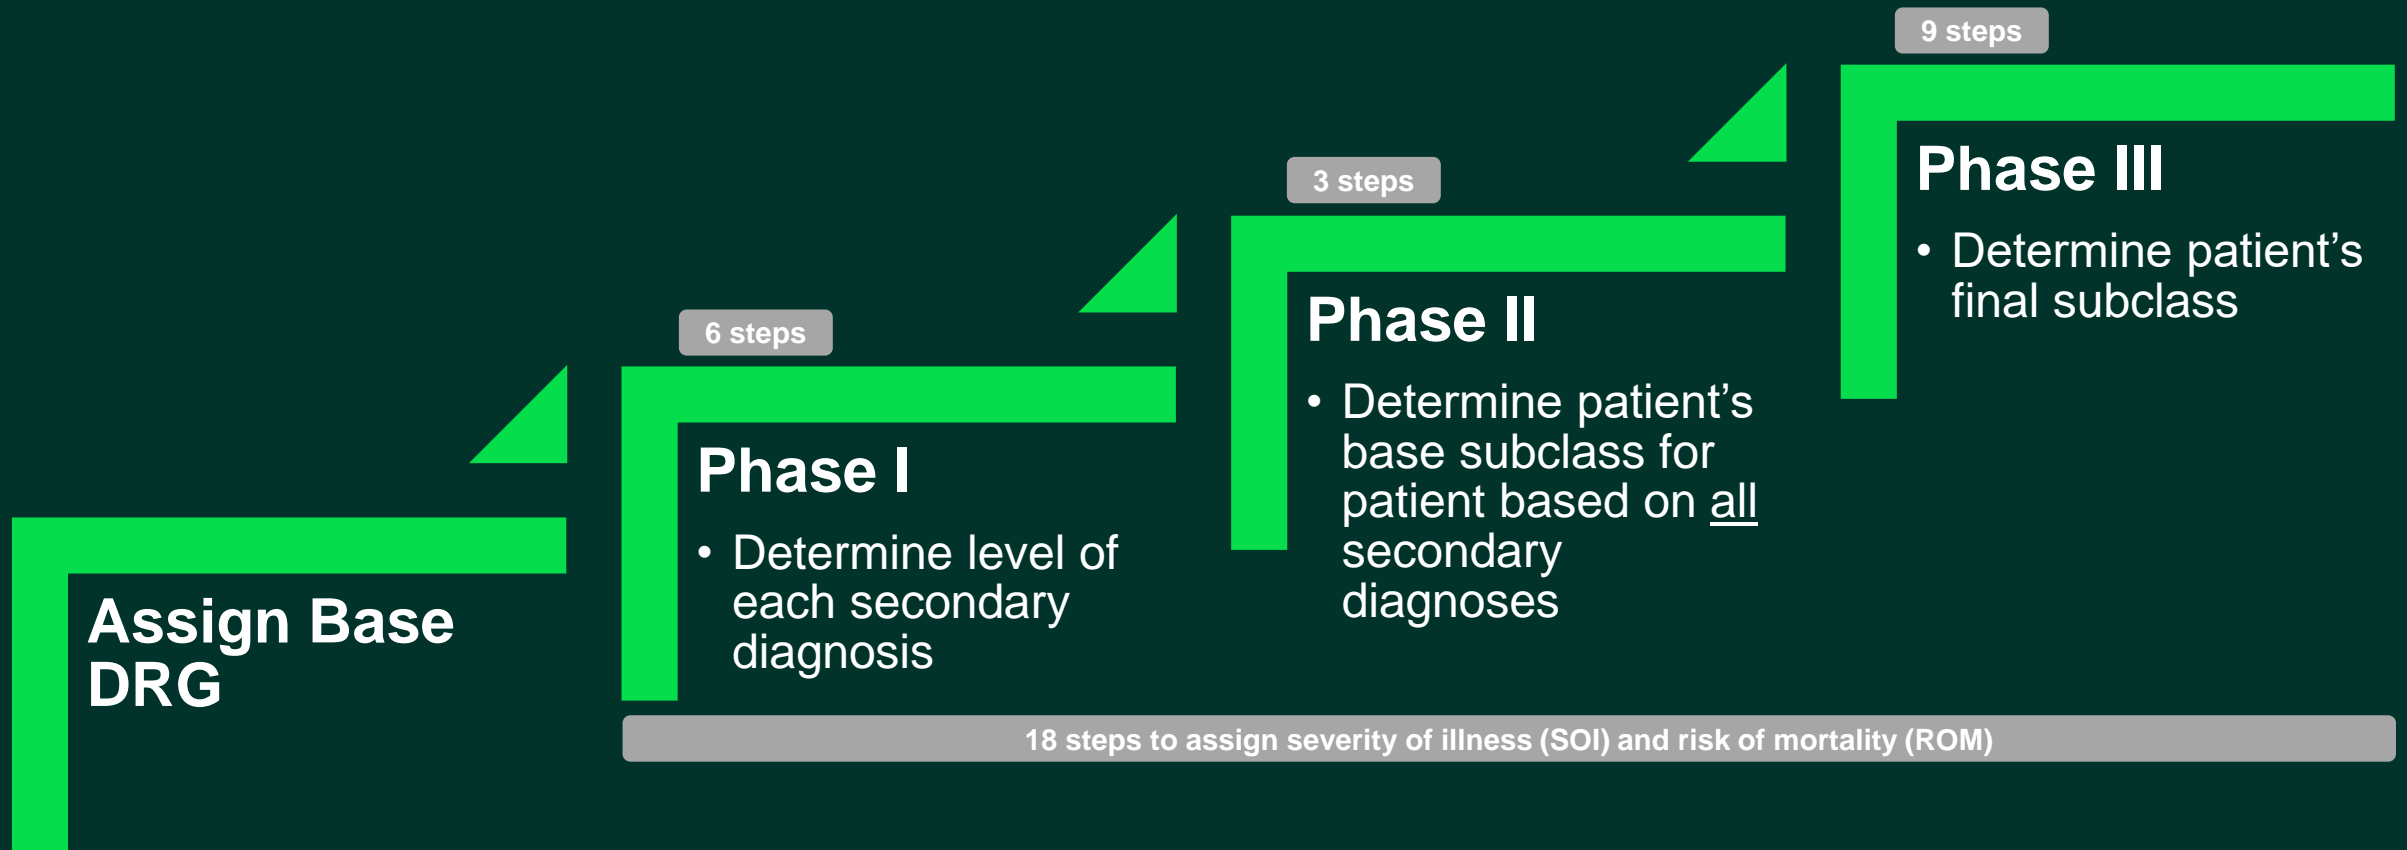 Assign Base
DRG
6 steps
Phase I
• Determine level of
each secondary
diagnosis
3 steps
Phase II
• Determine patient’s
base subclass for
patient based on all
secondary
diagnoses
9 steps
Phase III
• Determine patient’s
final subclass
18 steps to assign severity of illness (SOI) and risk of mortality (ROM)